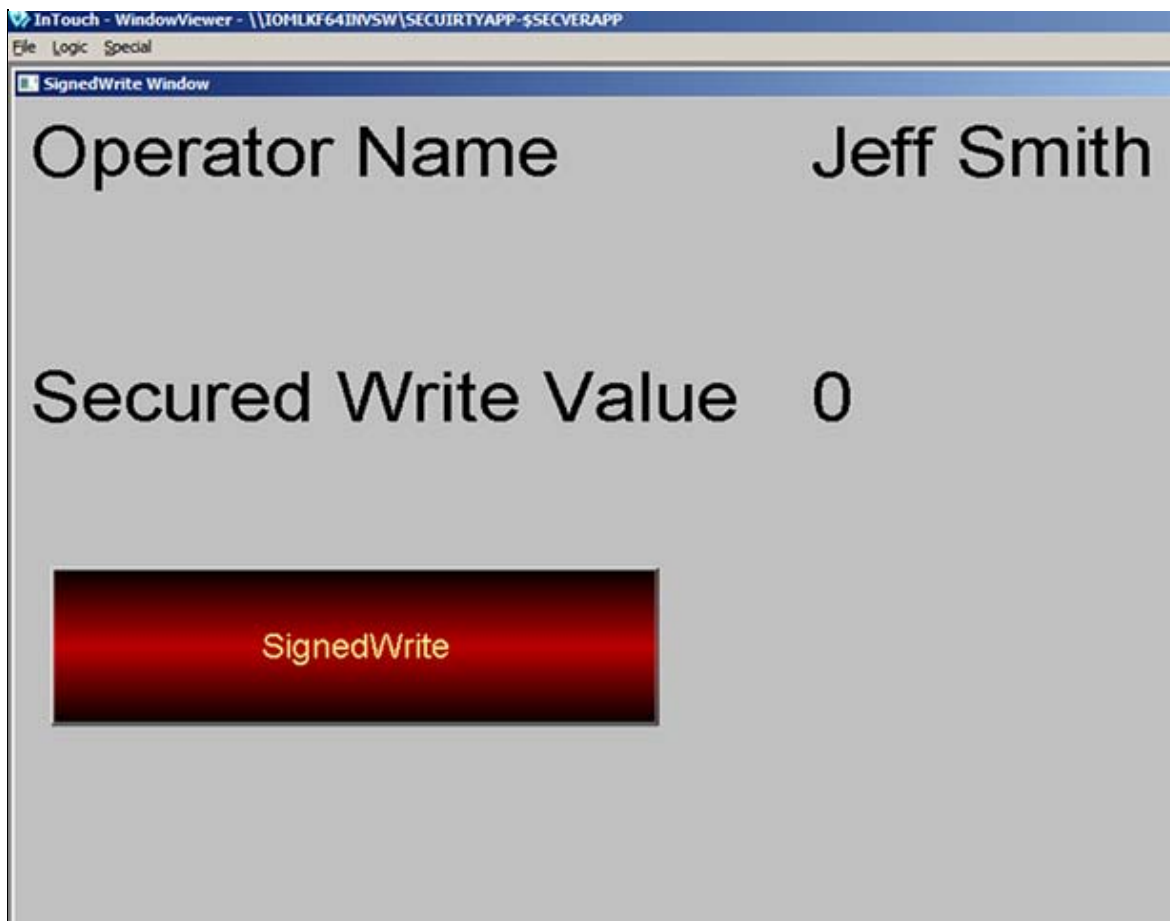 InTouch - WindowViewer - \\IOMLKF64INVSW\SECUIRTYAPP-$SECVERAPP
File Logic Special
SignedWrite Window
Operator Name Jeff Smith
Secured Write Value 0
SignedWrite